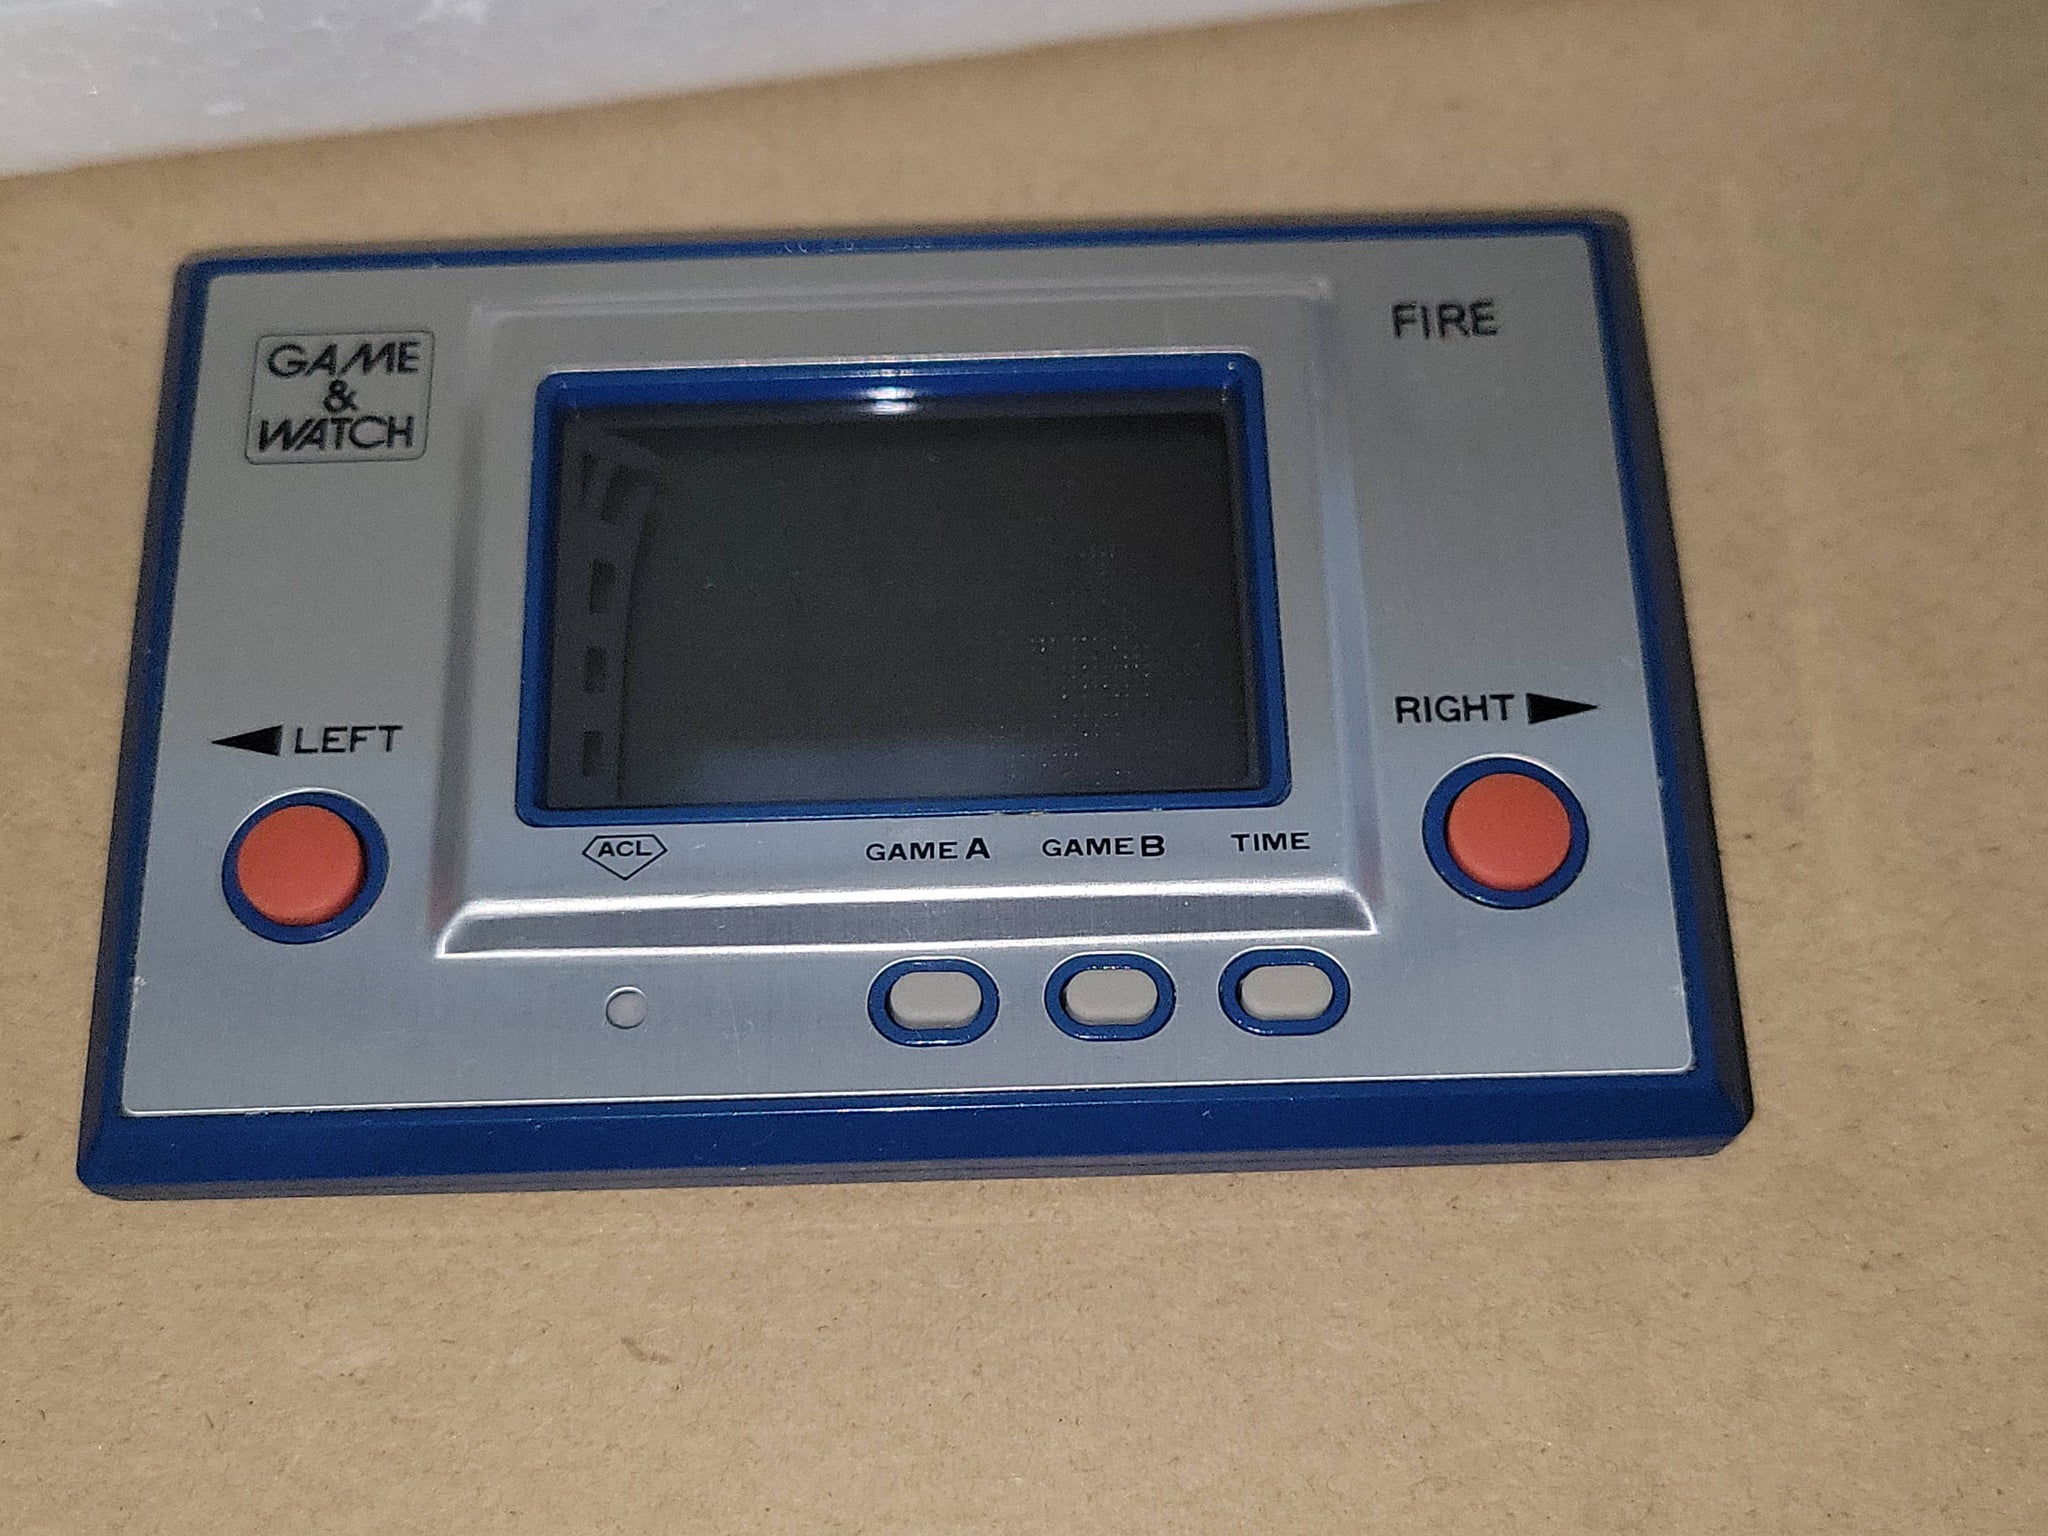 GAME
&
WATCH
FIRE
◀ LEFT
RIGHT ▶
ACL
GAME A
GAME B
TIME